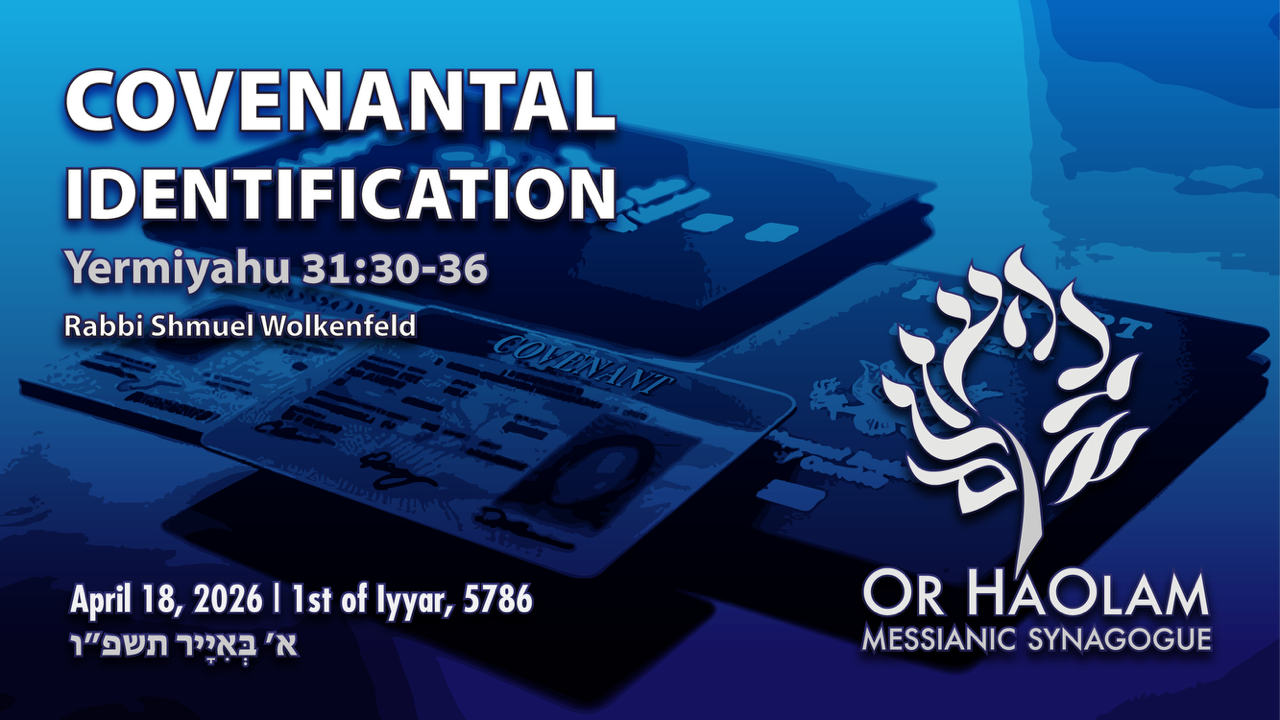 COVENANTAL
IDENTIFICATION
Yermiyahu 31:30-36
Rabbi Shmuel Wolkenfeld
COVENANT
April 18, 2026 | 1st of Iyyar, 5786
א׳ בְּאִיָּיר תשפ״ו
OR HAOLAM
MESSIANIC SYNAGOGUE